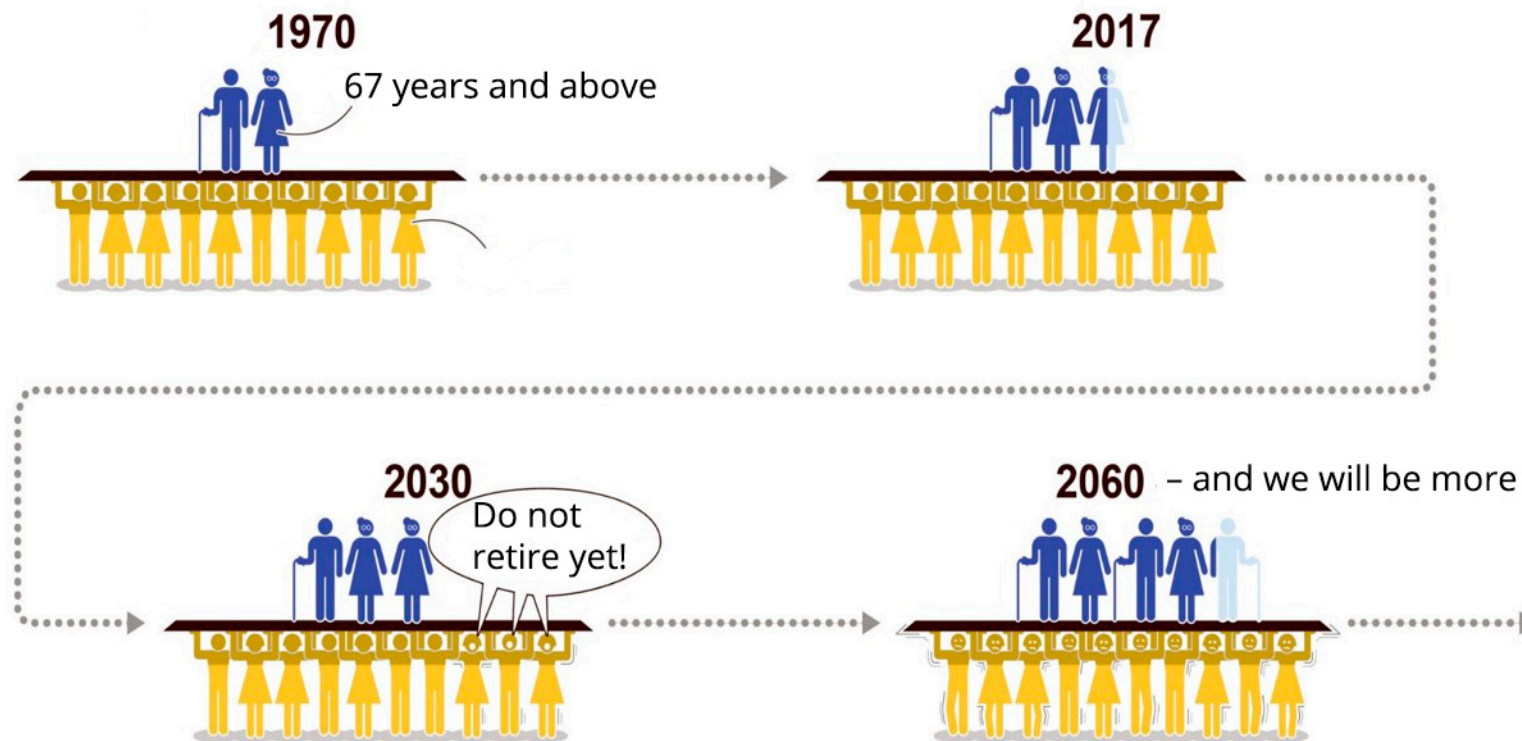 1970
67 years and above
2017
2030
Do not
retire yet!
2060 – and we will be more